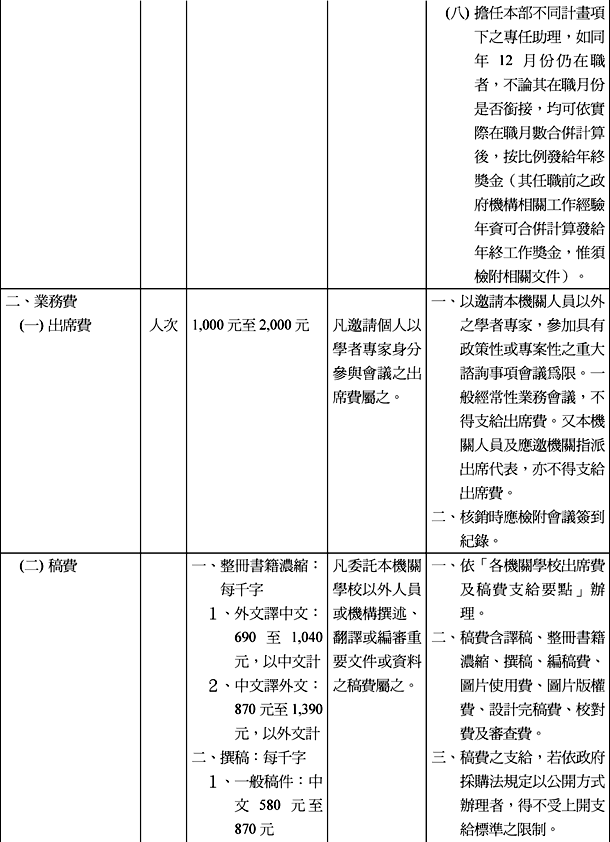 (八) 擔任本部不同計畫項
下之專任助理，如同
年 12 月份仍在職
者，不論其在職月份
是否銜接，均可依實
際在職月數合併計算
後，按比例發給年終
獎金（其任職前之政
府機構相關工作經驗
年資可合併計算發給
年終工作獎金，惟須
檢附相關文件）。
二、業務費
(一) 出席費
人次
1,000 元至 2,000 元
凡邀請個人以
學者專家身分
參與會議之出
席費屬之。
一、以邀請本機關人員以外
之學者專家，參加具有
政策性或專案性之重大
諮詢事項會議為限。一
般經常性業務會議，不
得支給出席費。又本機
關人員及應邀機關指派
出席代表，亦不得支給
出席費。
二、核銷時應檢附會議簽到
紀錄。
(二) 稿費
一、整冊書籍濃縮：
每千字
１、外文譯中文：
690 至 1,040
元，以中文計
２、中文譯外文：
870 元至 1,390
元，以外文計
二、撰稿：每千字
１、一般稿件：中
文 580 元至
870 元
凡委託本機關
學校以外人員
或機構撰述、
翻譯或編審重
要文件或資料
之稿費屬之。
一、依「各機關學校出席費
及稿費支給要點」辦
理。
二、稿費含譯稿、整冊書籍
濃縮、撰稿、編稿費、
圖片使用費、圖片版權
費、設計完稿費、校對
費及審查費。
三、稿費之支給，若依政府
採購法規定以公開方式
辦理者，得不受上開支
給標準之限制。